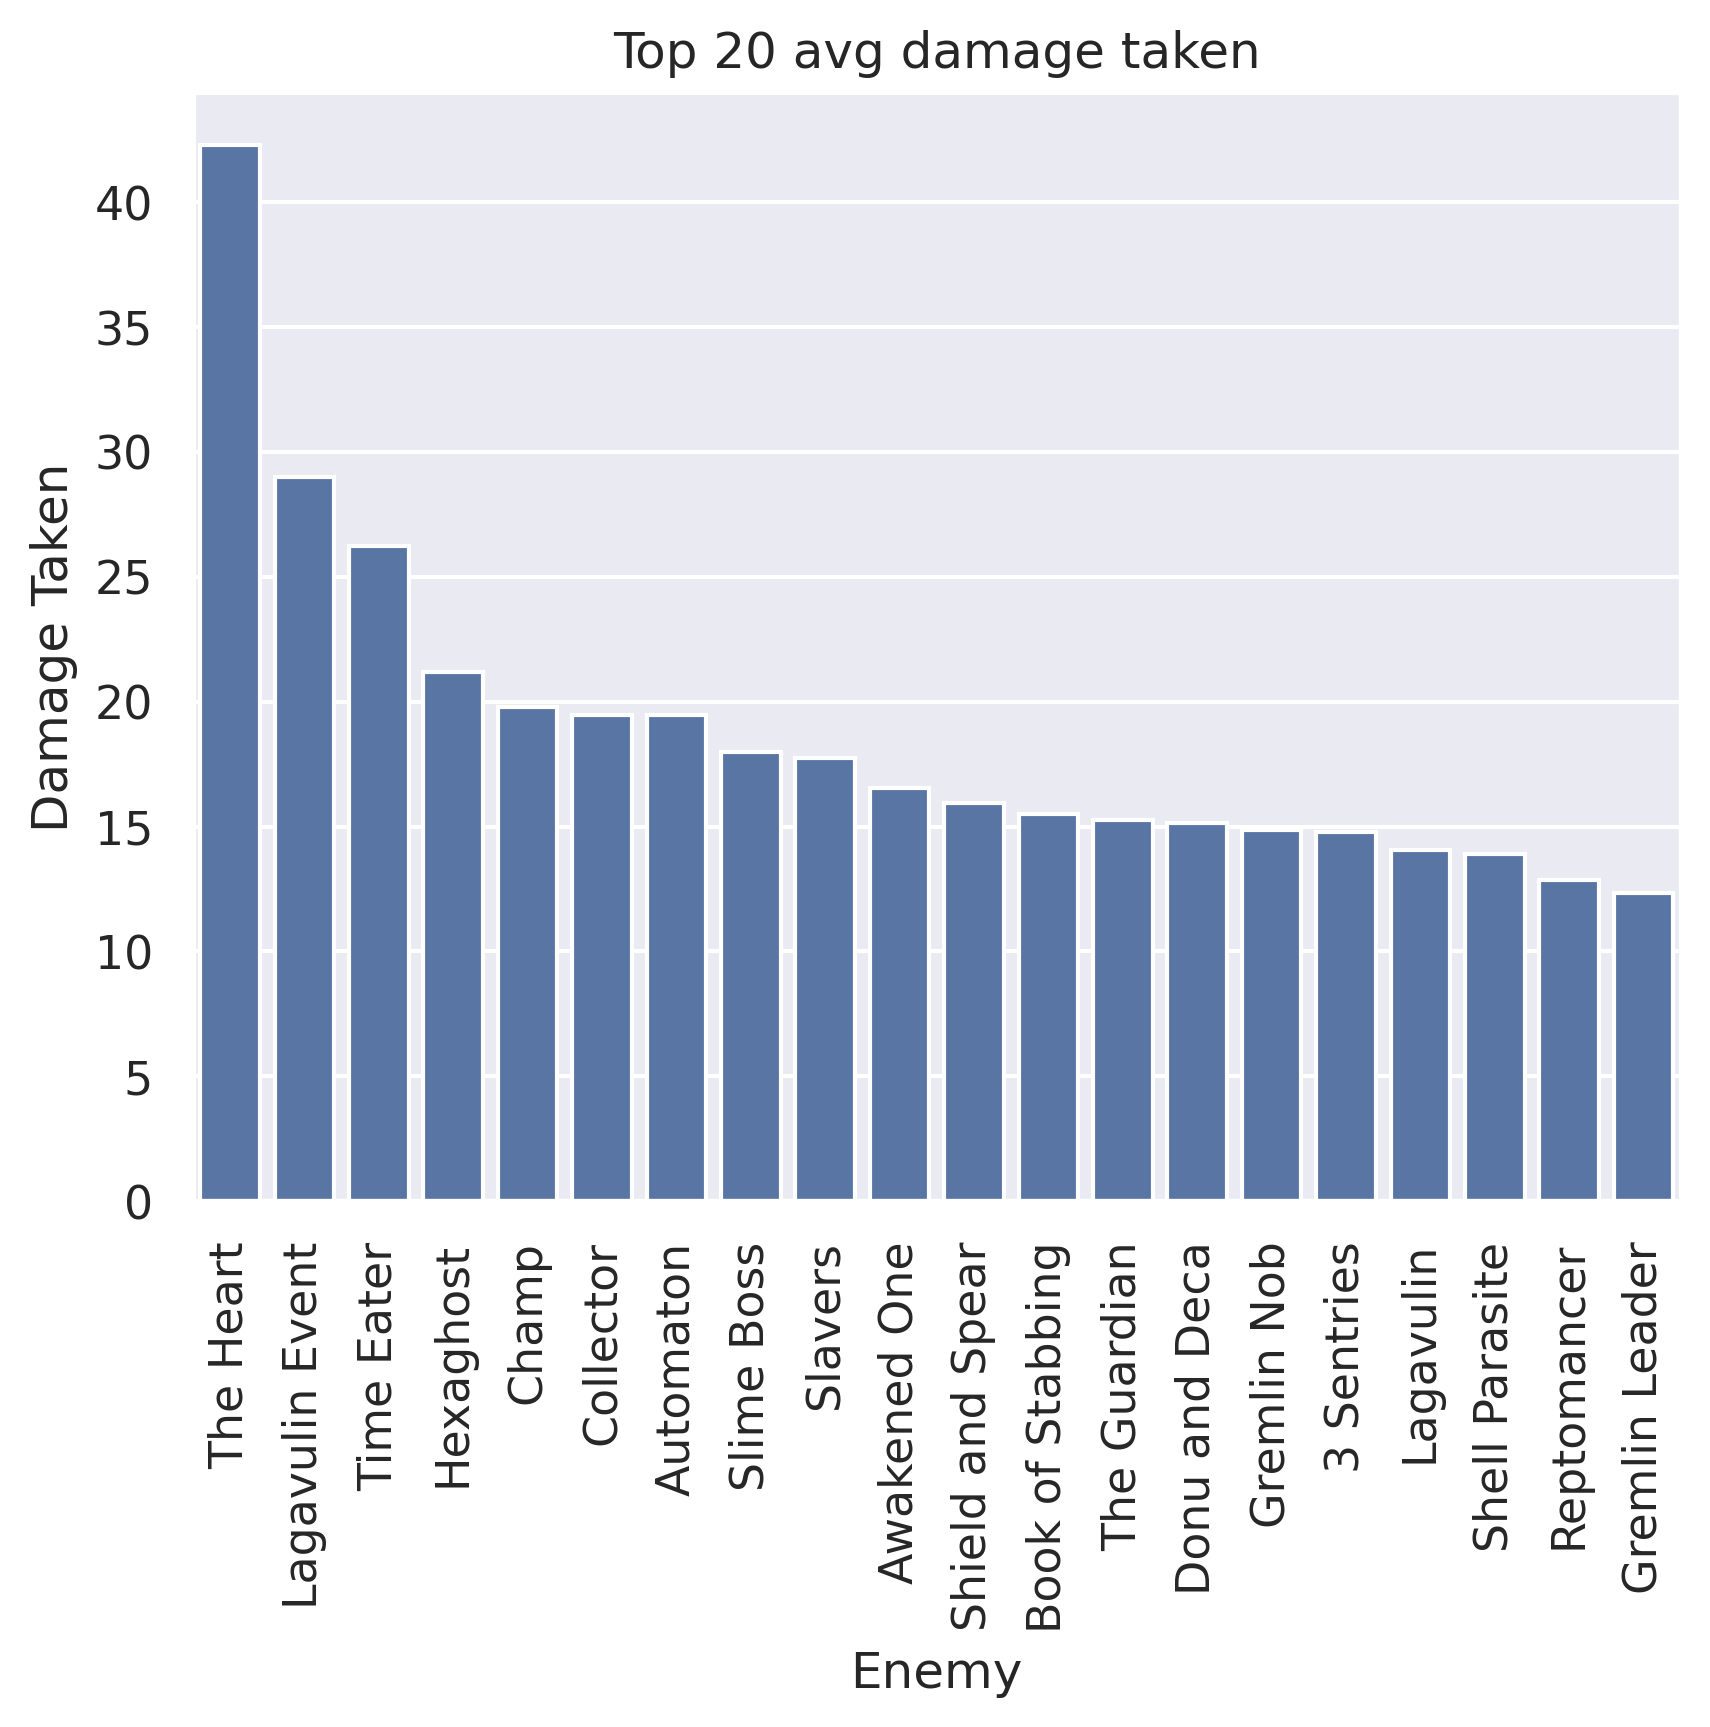 Top 20 avg damage taken
Damage Taken
40
35
30
25
20
15
10
5
0
The Heart
Lagavulin Event
Time Eater
Hexaghost
Champ
Collector
Automaton
Slime Boss
Slavers
Awakened One
Shield and Spear
Book of Stabbing
The Guardian
Donu and Deca
Gremlin Nob
3 Sentries
Lagavulin
Shell Parasite
Reptomancer
Gremlin Leader
Enemy